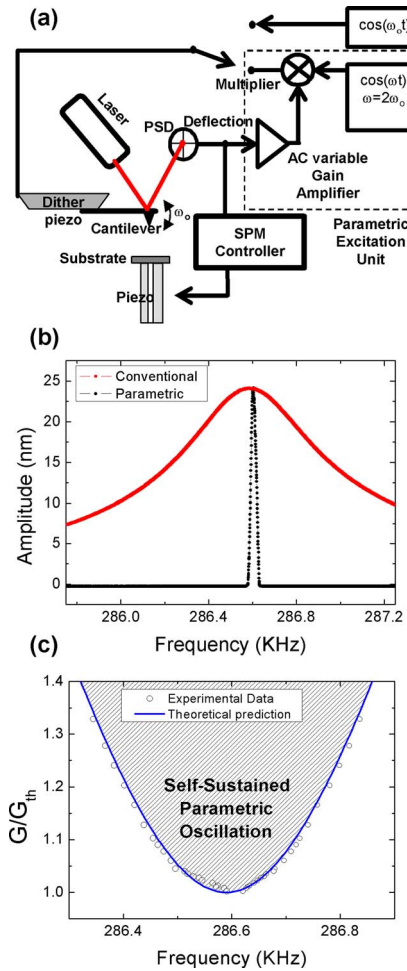 (a)
cos(ωₒt)
Multiplier
cos(ωt)
ω=2ωₒ
Laser
PSD
Deflection
AC variable
Gain
Amplifier
Dither
piezo
Cantilever
ωₒ
SPM
Controller
Parametric
Excitation
Unit
Substrate
Piezo
(b)
Conventional
Parametric
Amplitude (nm)
25
20
15
10
5
0
286.0
286.4
286.8
287.2
Frequency (KHz)
(c)
Experimental Data
Theoretical prediction
Self-Sustained
Parametric
Oscillation
G/Gth
1.4
1.3
1.2
1.1
1.0
286.4
286.6
286.8
Frequency (KHz)